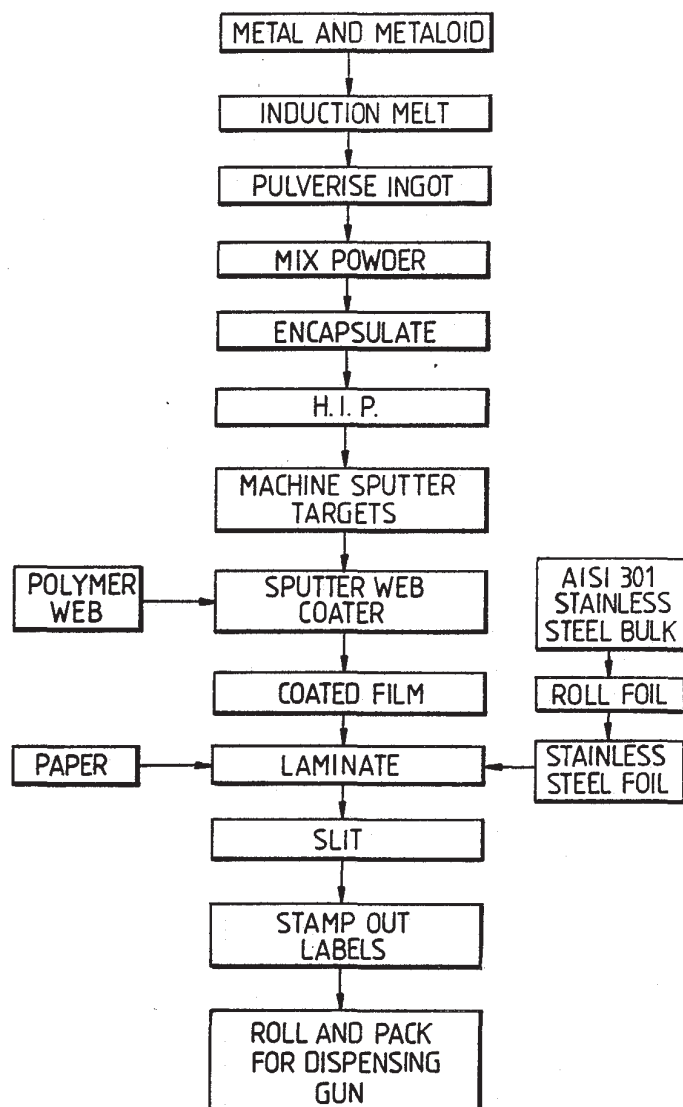 METAL AND METALOID
INDUCTION MELT
PULVERISE INGOT
MIX POWDER
ENCAPSULATE
H.I.P.
MACHINE SPUTTER
TARGETS
POLYMER
WEB
SPUTTER WEB
COATER
AISI 301
STAINLESS
STEEL BULK
COATED FILM
ROLL FOIL
PAPER
LAMINATE
STAINLESS
STEEL FOIL
SLIT
STAMP OUT
LABELS
ROLL AND PACK
FOR DISPENSING
GUN